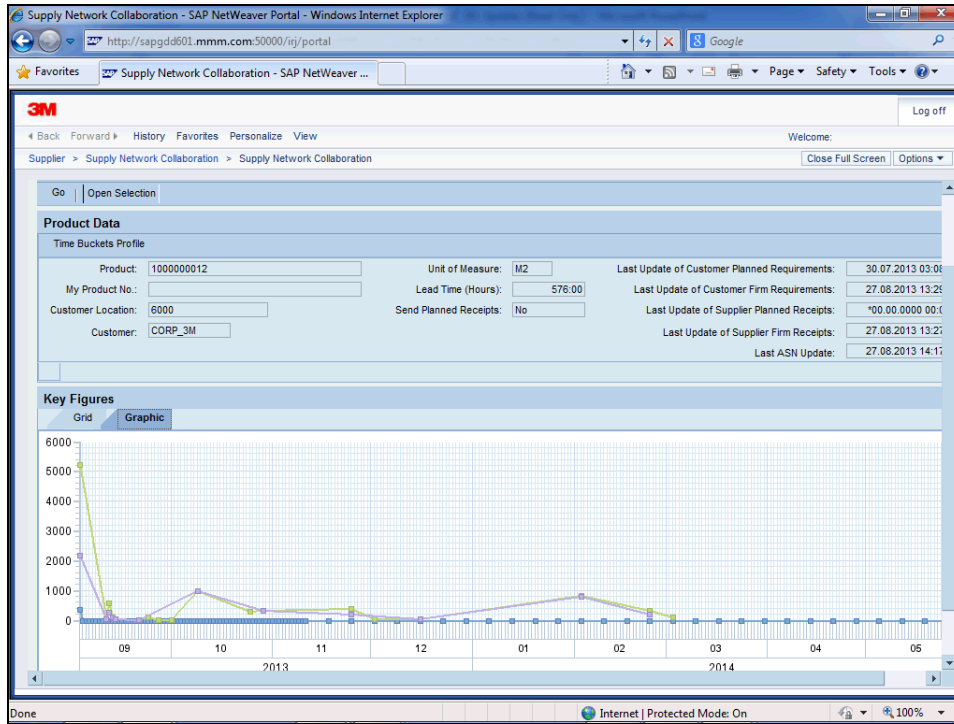 Supply Network Collaboration - SAP NetWeaver Portal - Windows Internet Explorer
http://sapgdd601.mmm.com:50000/irj/portal
Google
Favorites
Supply Network Collaboration - SAP NetWeaver ...
Page Safety Tools
3M
Log off
Back Forward History Favorites Personalize View
Welcome:
Supplier > Supply Network Collaboration > Supply Network Collaboration
Close Full Screen Options
Go Open Selection
Product Data
Time Buckets Profile
Product: 1000000012 Unit of Measure: M2 Last Update of Customer Planned Requirements: 30.07.2013 03:08
My Product No.: Lead Time (Hours): 576:00 Last Update of Customer Firm Requirements: 27.08.2013 13:29
Customer Location: 6000 Send Planned Receipts: No Last Update of Supplier Planned Receipts: *00.00.0000 00:0
Customer: CORP_3M Last Update of Supplier Firm Receipts: 27.08.2013 13:27
Last ASN Update: 27.08.2013 14:17
Key Figures
Grid Graphic
6000
5000
4000
3000
2000
1000
0
09 10 11 12 01 02 03 04 05
2013 2014
Done Internet | Protected Mode: On 100%